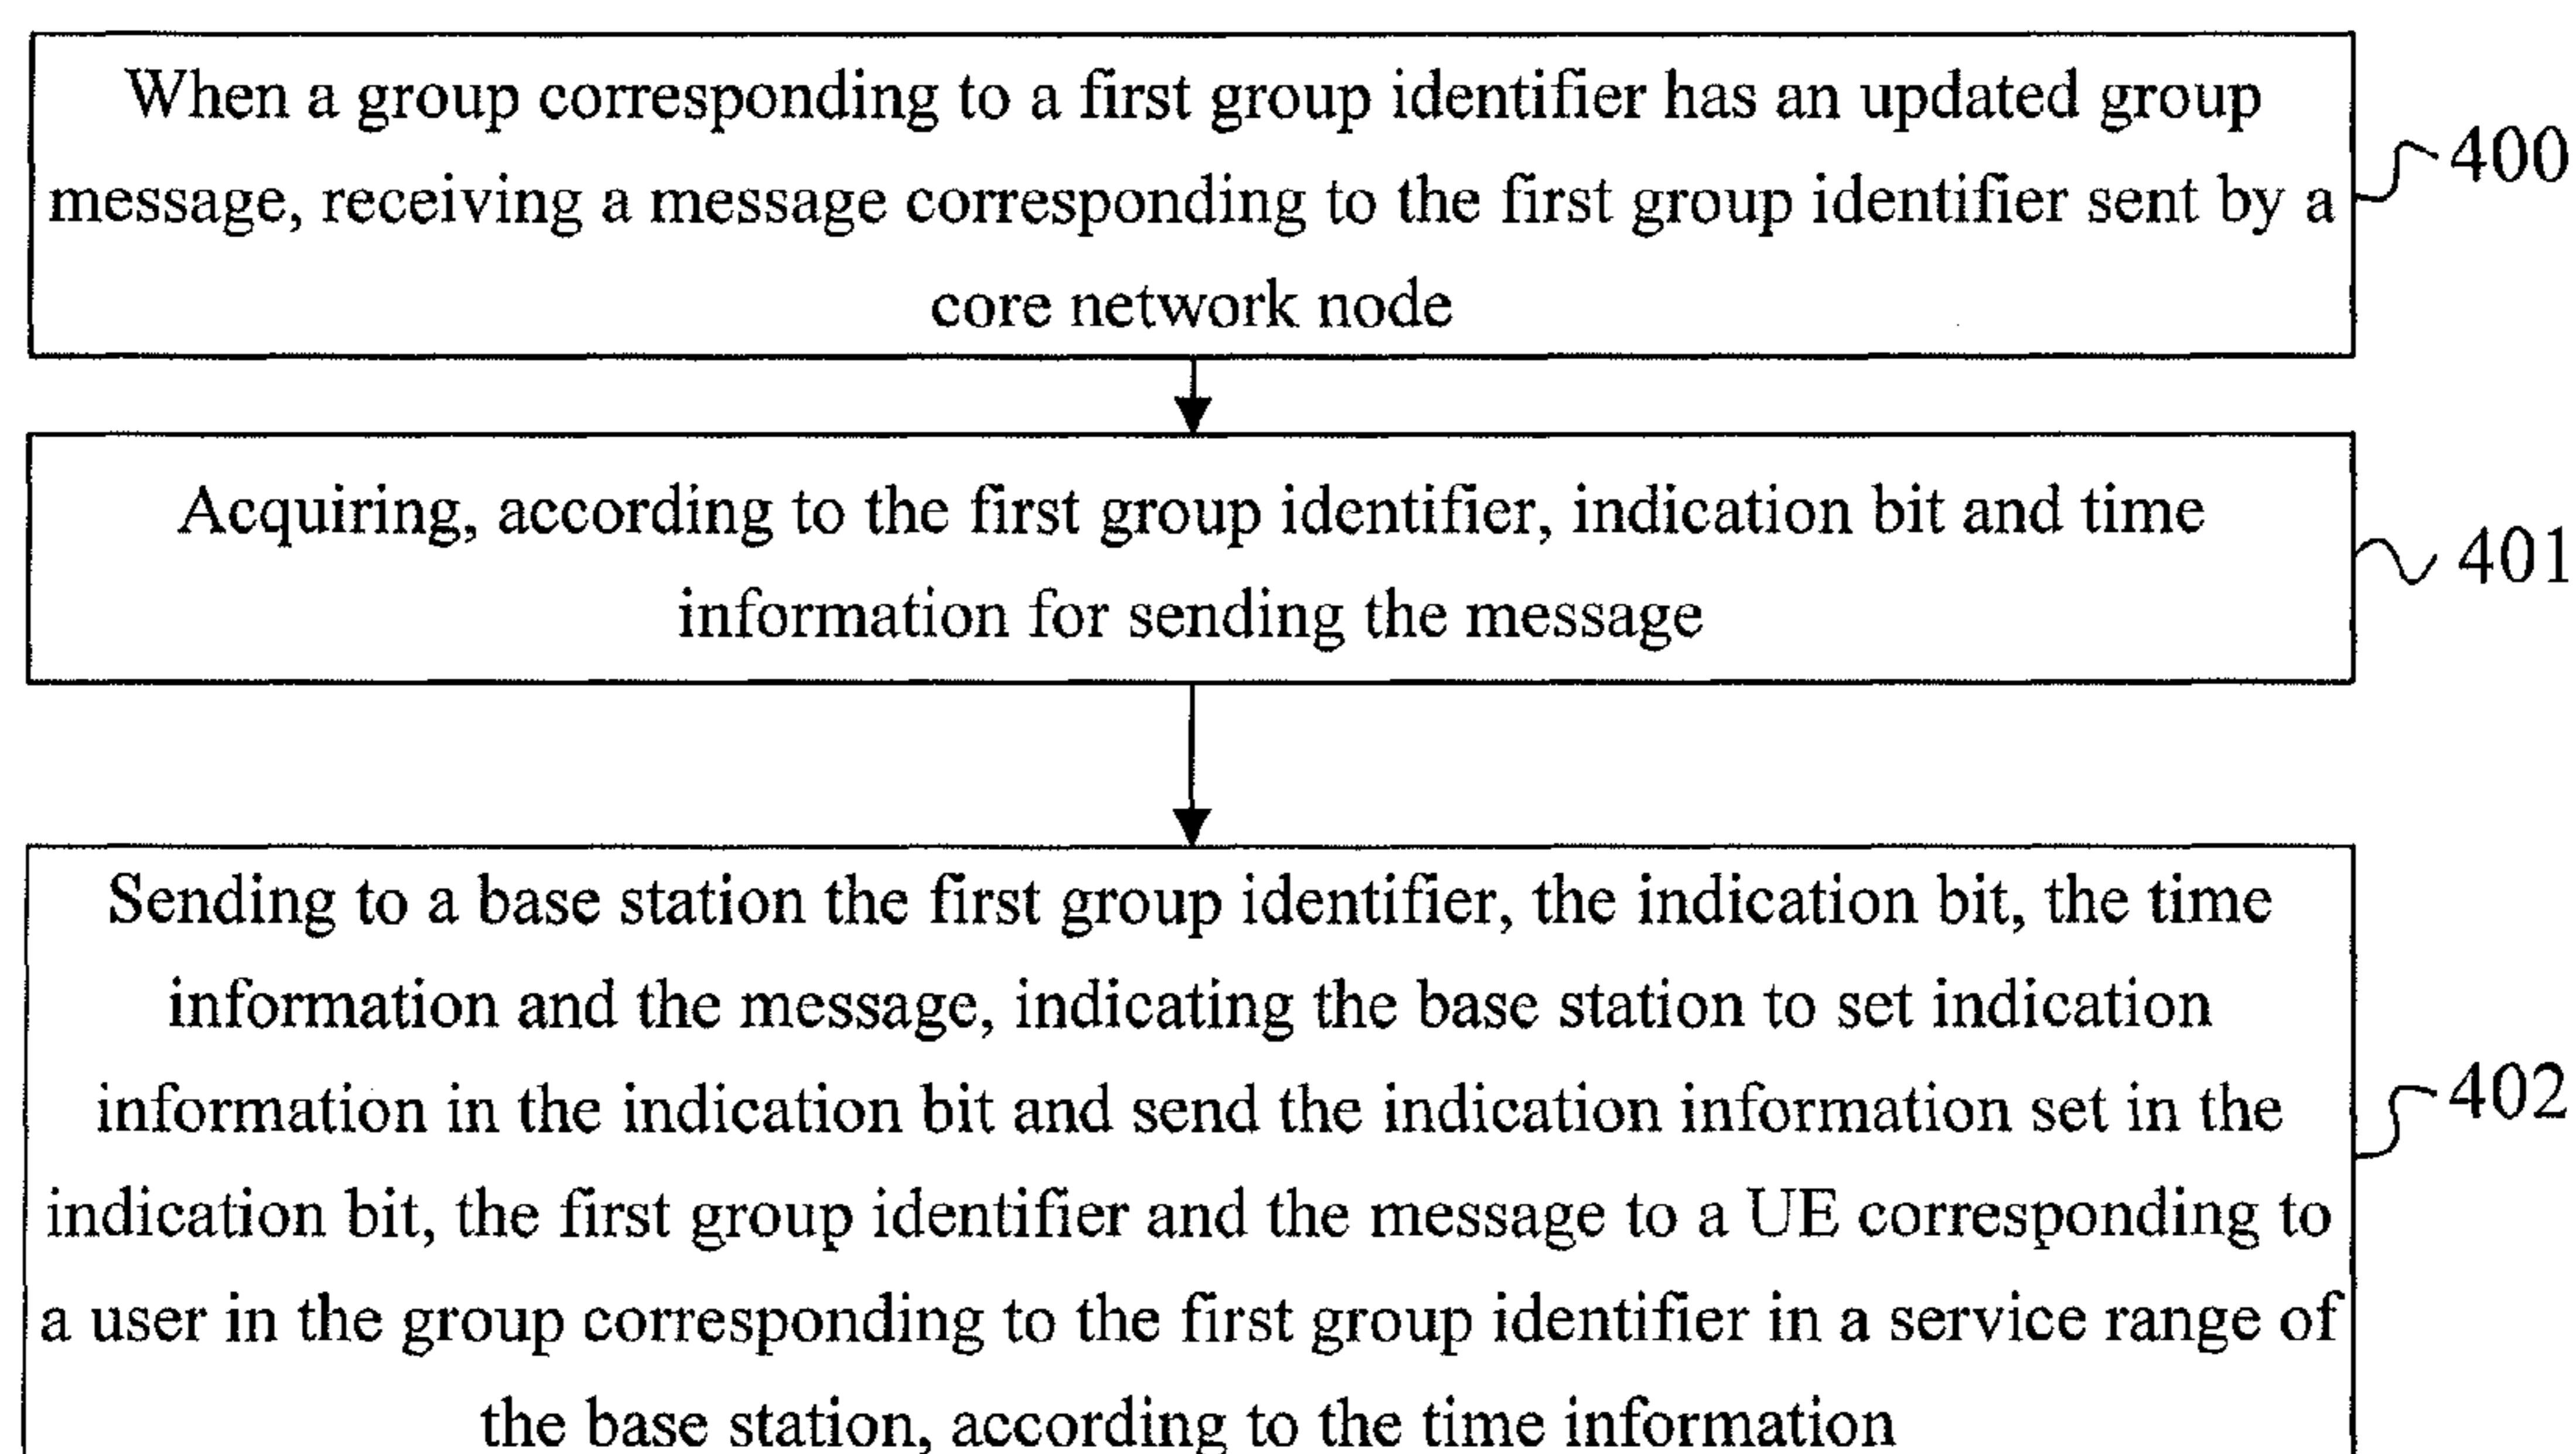 When a group corresponding to a first group identifier has an updated group
message, receiving a message corresponding to the first group identifier sent by a
core network node
400
Acquiring, according to the first group identifier, indication bit and time
information for sending the message
401
Sending to a base station the first group identifier, the indication bit, the time
information and the message, indicating the base station to set indication
information in the indication bit and send the indication information set in the
indication bit, the first group identifier and the message to a UE corresponding to
a user in the group corresponding to the first group identifier in a service range of
the base station, according to the time information
402